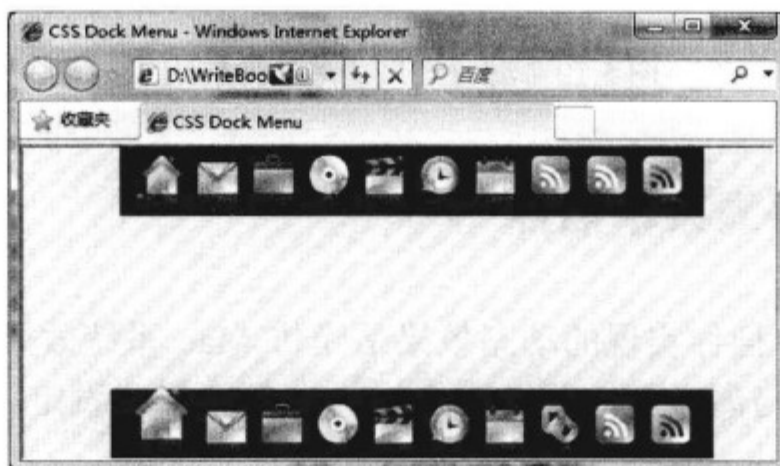 CSS Dock Menu - Windows Internet Explorer
D:\WriteBoo
百度
收藏夹
CSS Dock Menu